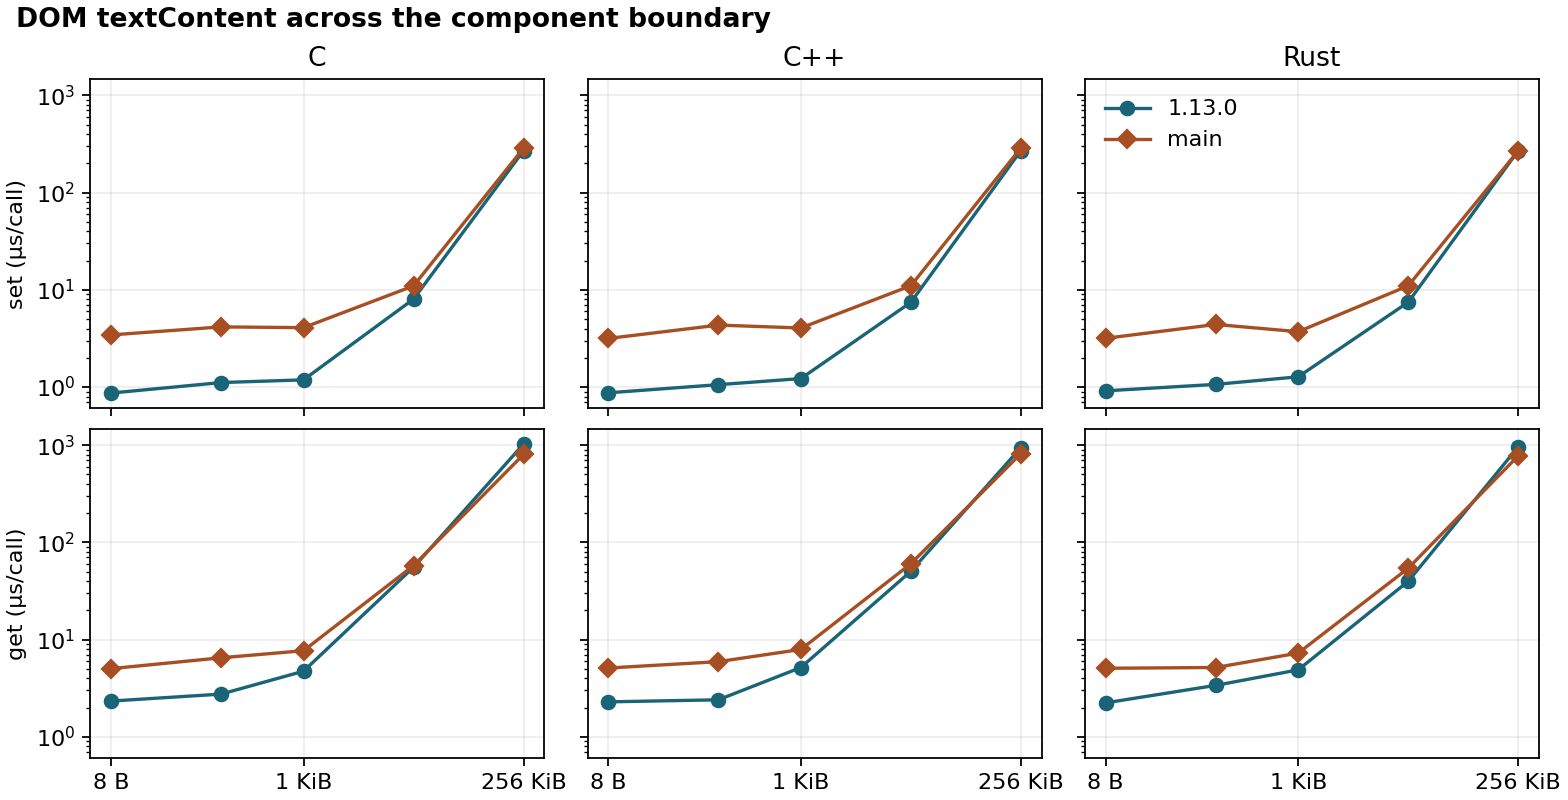 DOM textContent across the component boundary
C
C++
Rust
set (µs/call)
10³
10²
10¹
10⁰
1.13.0
main
get (µs/call)
10³
10²
10¹
10⁰
8 B
1 KiB
256 KiB
8 B
1 KiB
256 KiB
8 B
1 KiB
256 KiB